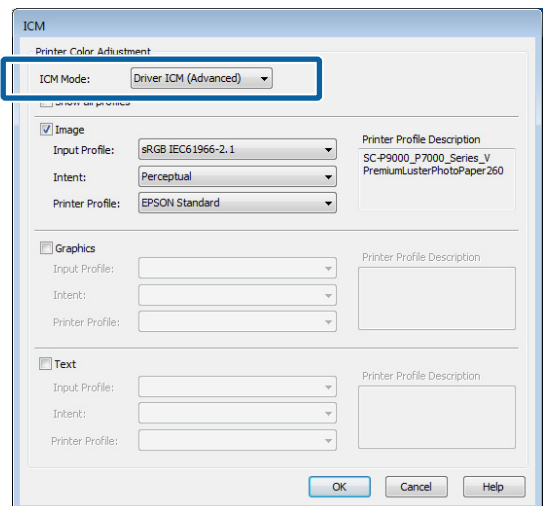 ICM
Printer Color Adjustment
ICM Mode: Driver ICM (Advanced)
Show all profiles
Image
Input Profile: sRGB IEC61966-2.1
Intent: Perceptual
Printer Profile: EPSON Standard
Printer Profile Description
SC-P9000_P7000_Series_V
PremiumLusterPhotoPaper260
Graphics
Input Profile:
Intent:
Printer Profile:
Printer Profile Description
Text
Input Profile:
Intent:
Printer Profile:
Printer Profile Description
OK Cancel Help